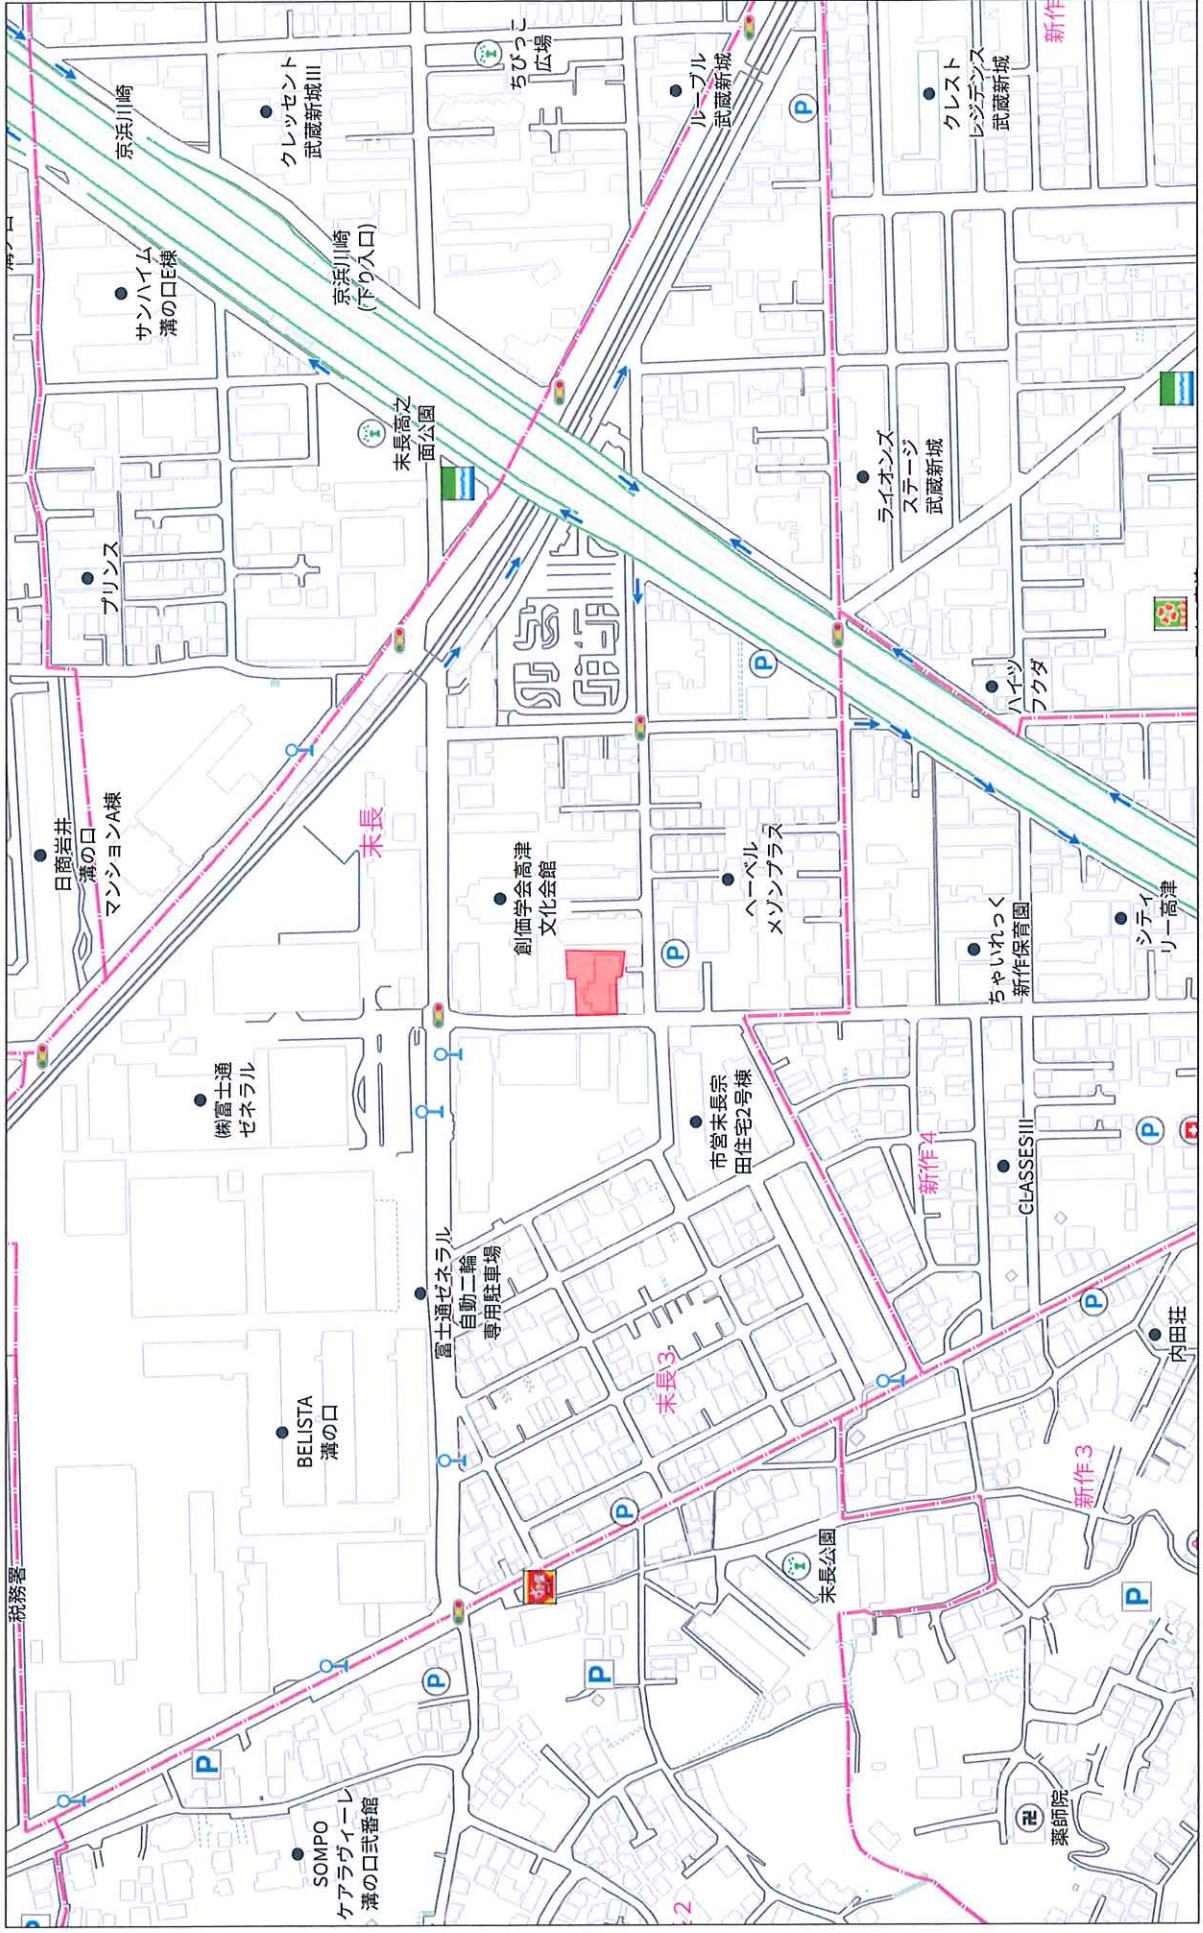 税務署
SOMPO
ケアラヴィーレ
溝の口弐番館
BELISTA
溝の口
㈱富士通
ゼネラル
日商岩井
溝の口
マンションA棟
プリンス
サンハイム
溝の口E棟
京浜川崎
クレッセント
武蔵新城III
京浜川崎
(下り入口)
末長高之
面公園
末長
富士通ゼネラル
自動二輪
専用駐車場
創価学会高津
文化会館
ちびっこ
広場
ルーブル
武蔵新城
すき家
末長3
市営末長宗
田住宅2号棟
ヘーベル
メゾンプラス
末長公園
新作4
ライオンズ
ステージ
武蔵新城
クレスト
レジデンス
武蔵新城
新作
CLASSESIII
ちゃいれっく
新作保育園
ハイツ
フクダ
新作3
薬師院
内田荘
シティ
リー高津
2
P
P
P
P
P
P
P
P
P
P
P
P